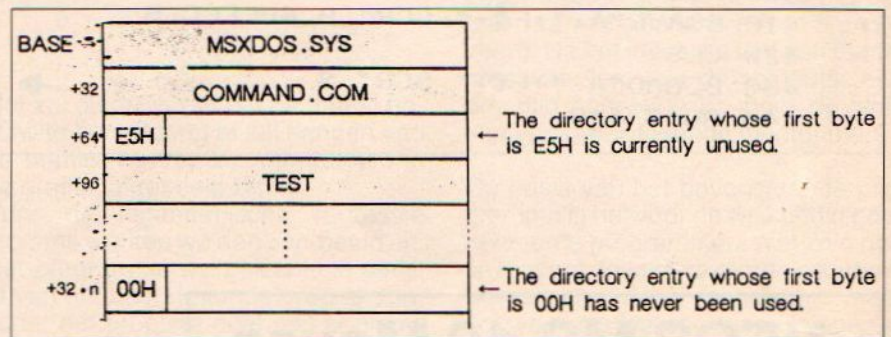 BASE
MSXDOS.SYS
+32
COMMAND.COM
+64
E5H
← The directory entry whose first byte
is E5H is currently unused.
+96
TEST
+32·n
00H
← The directory entry whose first byte
is 00H has never been used.